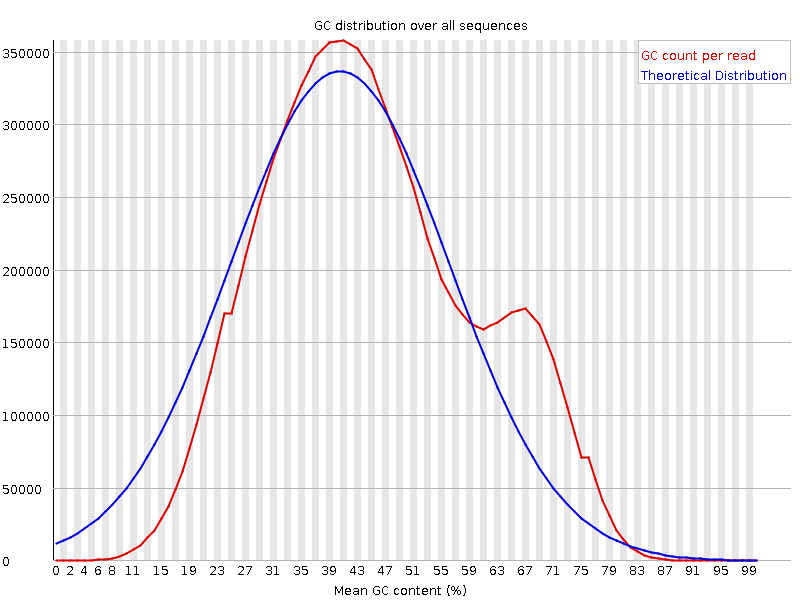 GC distribution over all sequences
GC count per read
Theoretical Distribution
350000
300000
250000
200000
150000
100000
50000
0
0 2 4 6 8 11 15 19 23 27 31 35 39 43 47 51 55 59 63 67 71 75 79 83 87 91 95 99
Mean GC content (%)